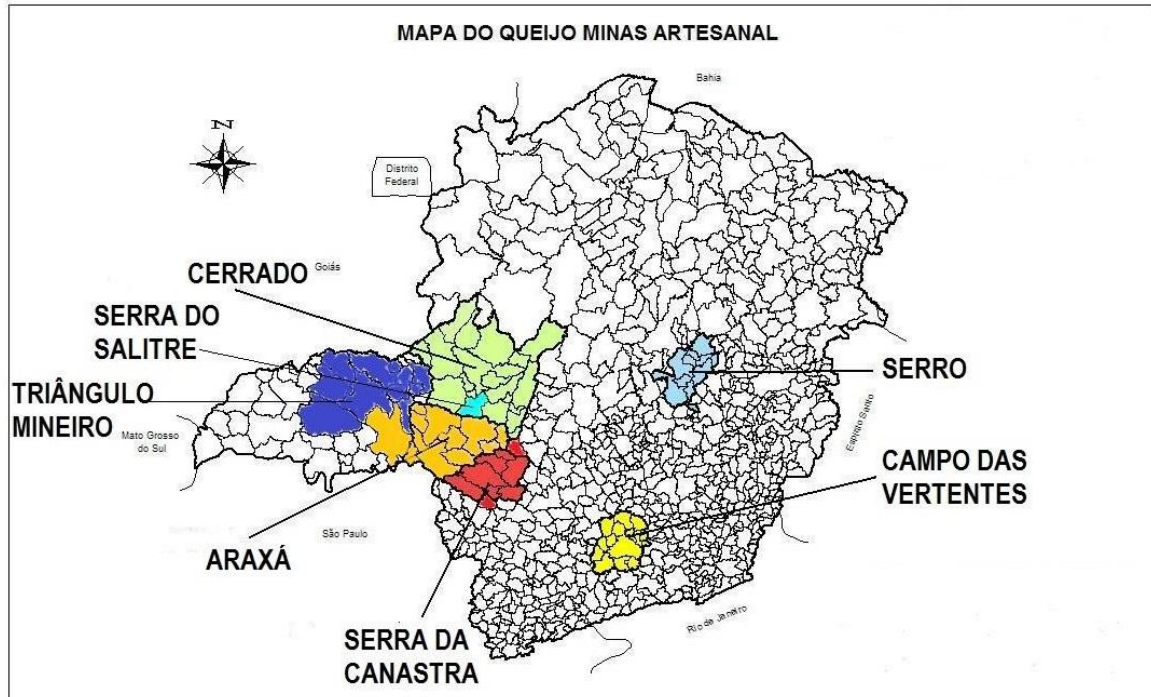 MAPA DO QUEIJO MINAS ARTESANAL
Bahia
N
Distrito
Federal
CERRADO
Goiás
SERRA DO
SALITRE
TRIÂNGULO
MINEIRO
Mato Grosso
do Sul
SERRO
Espírito Santo
CAMPO DAS
VERTENTES
São Paulo
ARAXÁ
Rio de Janeiro
SERRA DA
CANASTRA